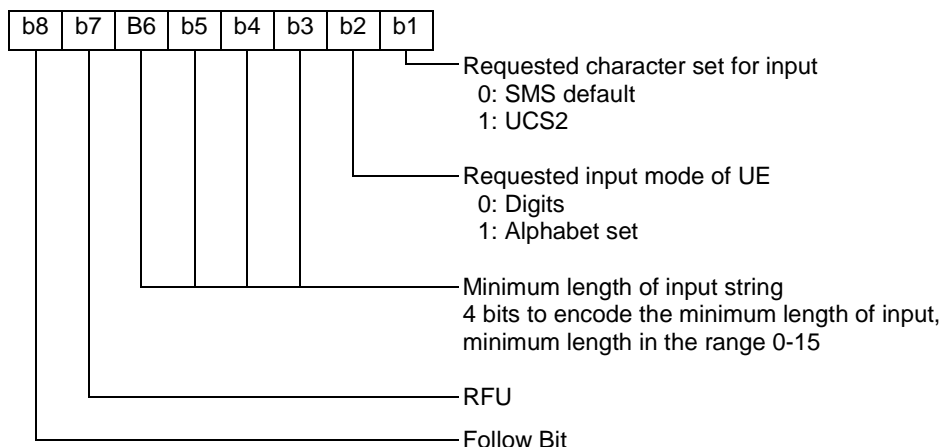 b8 b7 B6 b5 b4 b3 b2 b1
Requested character set for input
0: SMS default
1: UCS2
Requested input mode of UE
0: Digits
1: Alphabet set
Minimum length of input string
4 bits to encode the minimum length of input,
minimum length in the range 0-15
RFU
Follow Bit